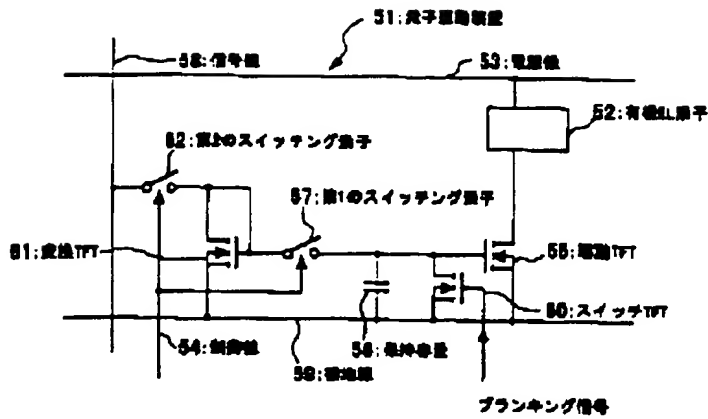 51:素子駆動装置
58:信号線
53:電源線
52:有機EL素子
62:第2のスイッチング素子
57:第1のスイッチング素子
61:変換TFT
55:駆動TFT
60:スイッチTFT
56:保持容量
54:制御線
59:接地線
ブランキング信号